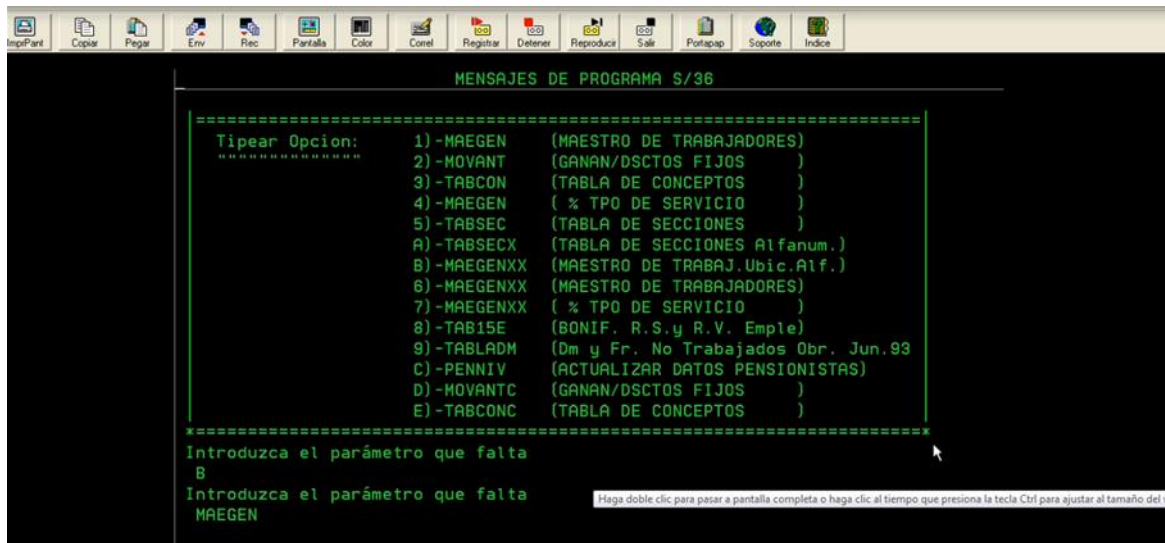 ImprPant Copiar Pegar Env Rec Pantalla Color Correl Registrar Detener Reproducir Salir Portapap Soporte Indice
MENSAJES DE PROGRAMA S/36
================================================================
Tipear Opcion: 1)-MAEGEN (MAESTRO DE TRABAJADORES)
"""""""""""""" 2)-MOVANT (GANAN/DSCTOS FIJOS )
3)-TABCON (TABLA DE CONCEPTOS )
4)-MAEGEN ( % TPO DE SERVICIO )
5)-TABSEC (TABLA DE SECCIONES )
A)-TABSECX (TABLA DE SECCIONES Alfanum.)
B)-MAEGENXX (MAESTRO DE TRABAJ.Ubic.Alf.)
6)-MAEGENXX (MAESTRO DE TRABAJADORES)
7)-MAEGENXX ( % TPO DE SERVICIO )
8)-TAB15E (BONIF. R.S.y R.V. Emple)
9)-TABLADM (Dm y Fr. No Trabajados Obr. Jun.93
C)-PENNIV (ACTUALIZAR DATOS PENSIONISTAS)
D)-MOVANTC (GANAN/DSCTOS FIJOS )
E)-TABCONC (TABLA DE CONCEPTOS )
*================================================================*
Introduzca el parámetro que falta
B
Introduzca el parámetro que falta
MAEGEN
Haga doble clic para pasar a pantalla completa o haga clic al tiempo que presiona la tecla Ctrl para ajustar al tamaño del